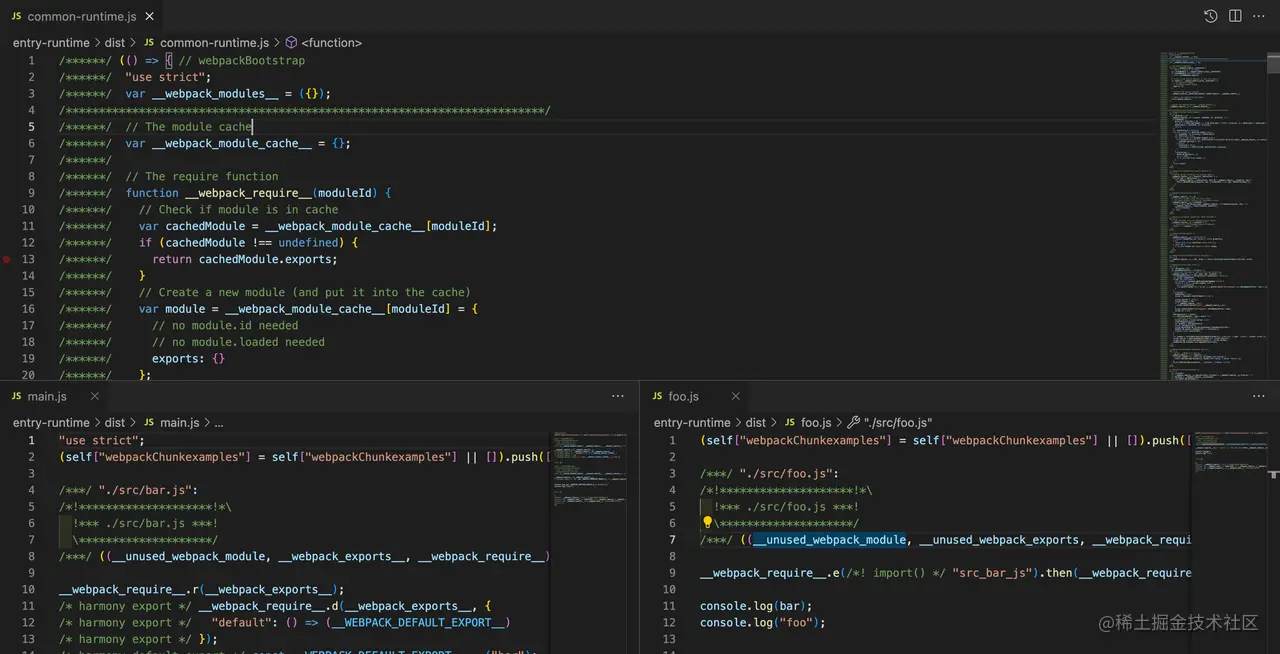 JS common-runtime.js
entry-runtime > dist > JS common-runtime.js > <function>
1 /******/ (() => { // webpackBootstrap
2 /******/ "use strict";
3 /******/ var __webpack_modules__ = ({});
4 /************************************************************************/
5 /******/ // The module cache
6 /******/ var __webpack_module_cache__ = {};
7 /******/
8 /******/ // The require function
9 /******/ function __webpack_require__(moduleId) {
10 /******/ // Check if module is in cache
11 /******/ var cachedModule = __webpack_module_cache__[moduleId];
12 /******/ if (cachedModule !== undefined) {
13 /******/ return cachedModule.exports;
14 /******/ }
15 /******/ // Create a new module (and put it into the cache)
16 /******/ var module = __webpack_module_cache__[moduleId] = {
17 /******/ // no module.id needed
18 /******/ // no module.loaded needed
19 /******/ exports: {}
20 /******/ };
JS main.js
entry-runtime > dist > JS main.js > ...
1 "use strict";
2 (self["webpackChunkexamples"] = self["webpackChunkexamples"] || []).push([
3
4 /***/ "./src/bar.js":
5 /*!********************!*\
6 !*** ./src/bar.js ***!
7 \********************/
8 /***/ ((__unused_webpack_module, __webpack_exports__, __webpack_require__)
9
10 __webpack_require__.r(__webpack_exports__);
11 /* harmony export */ __webpack_require__.d(__webpack_exports__, {
12 /* harmony export */ "default": () => (__WEBPACK_DEFAULT_EXPORT__)
13 /* harmony export */ });
JS foo.js
entry-runtime > dist > JS foo.js > "./src/foo.js"
1 (self["webpackChunkexamples"] = self["webpackChunkexamples"] || []).push([
2
3 /***/ "./src/foo.js":
4 /*!********************!*\
5 !*** ./src/foo.js ***!
6 \********************/
7 /***/ ((__unused_webpack_module, __unused_webpack_exports, __webpack_requi
8
9 __webpack_require__.e(/*! import() */ "src_bar_js").then(__webpack_require
10
11 console.log(bar);
12 console.log("foo");
13
@稀土掘金技术社区